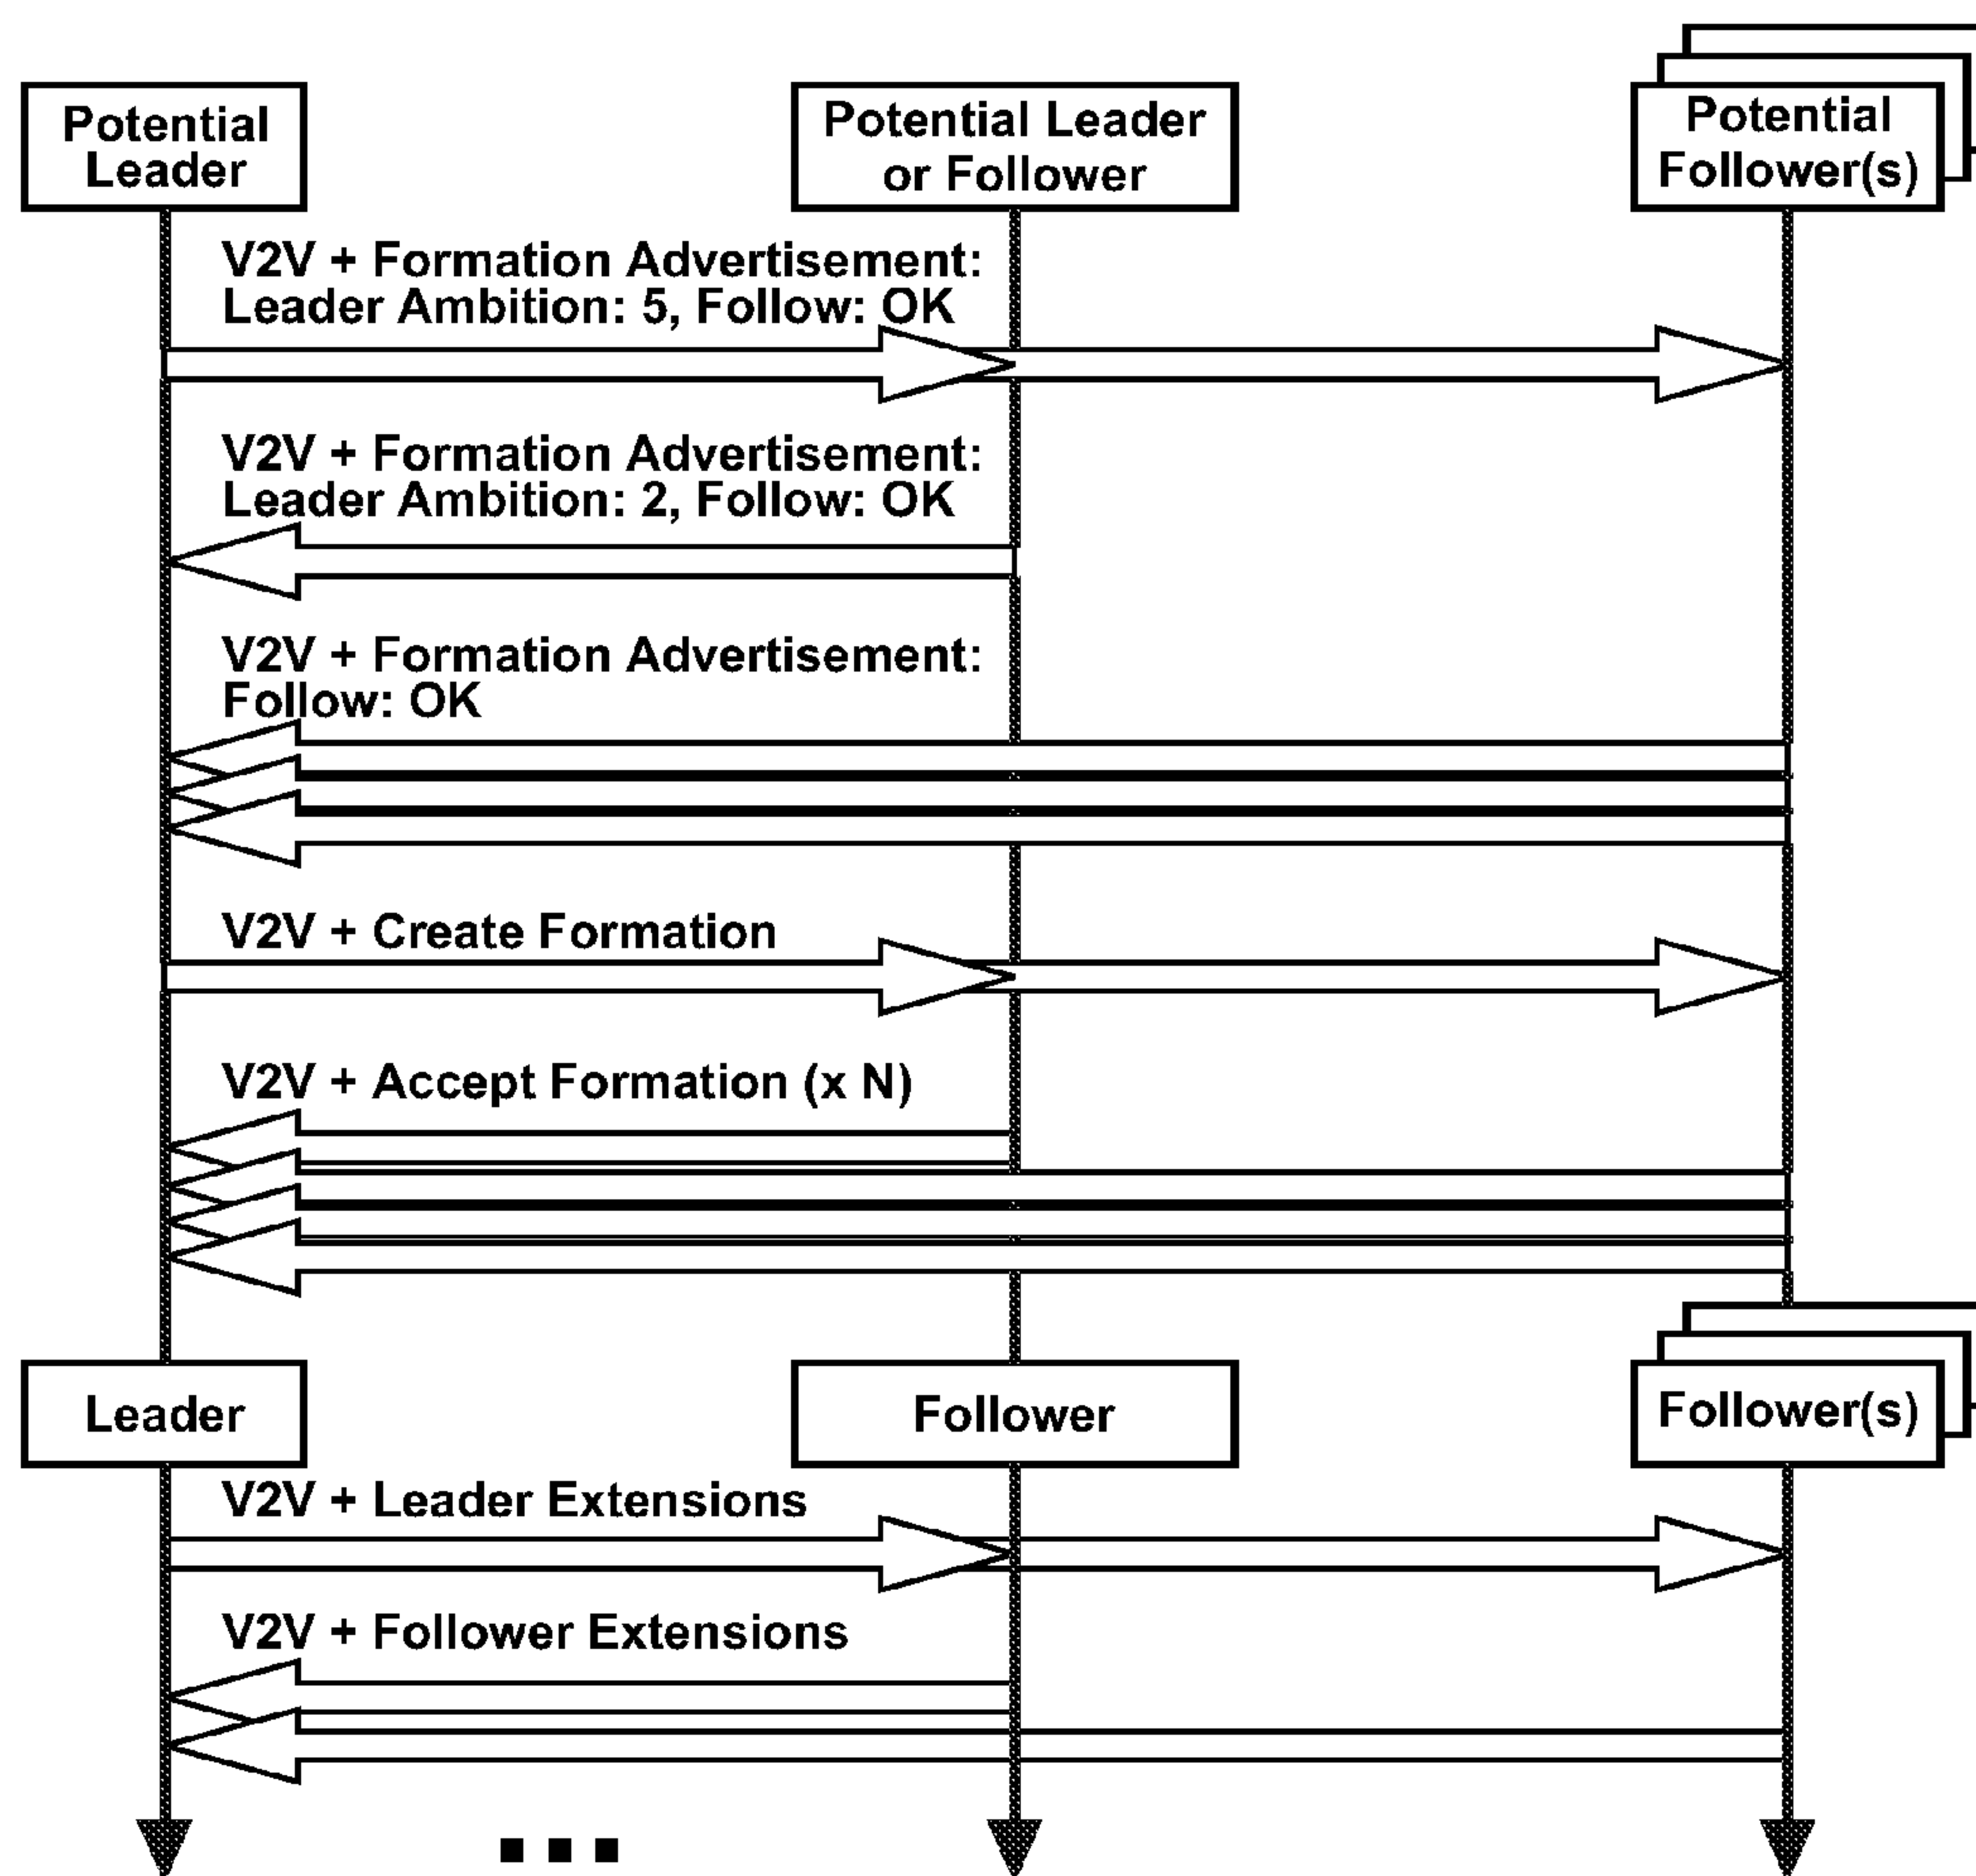 Potential
Leader
Potential Leader
or Follower
Potential
Follower(s)
V2V + Formation Advertisement:
Leader Ambition: 5, Follow: OK
V2V + Formation Advertisement:
Leader Ambition: 2, Follow: OK
V2V + Formation Advertisement:
Follow: OK
V2V + Create Formation
V2V + Accept Formation (x N)
Leader
Follower
Follower(s)
V2V + Leader Extensions
V2V + Follower Extensions